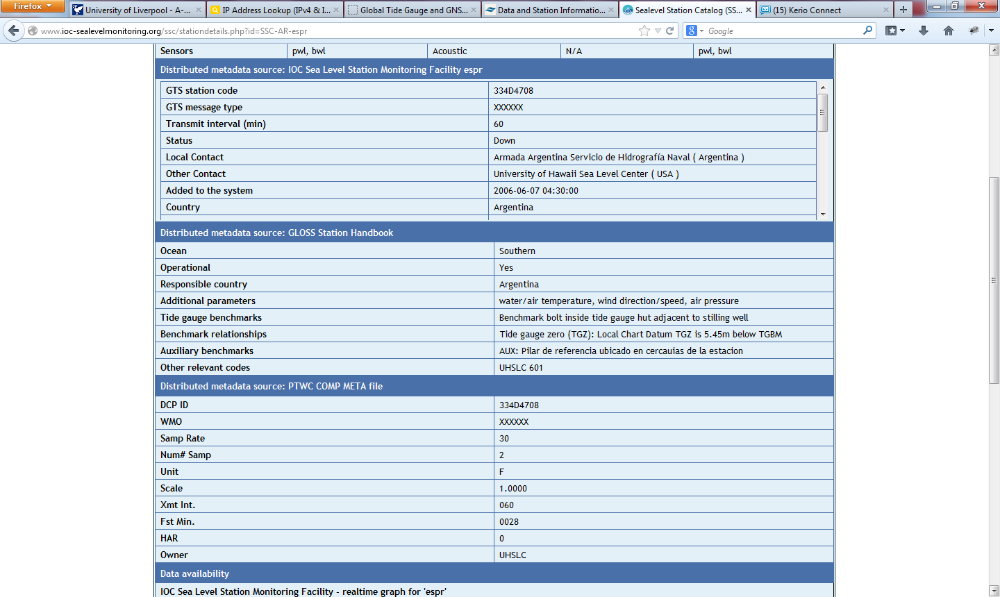 Firefox
University of Liverpool - A-...
IP Address Lookup (IPv4 & I...
Global Tide Gauge and GNS...
Data and Station Informatio...
Sealevel Station Catalog (SS...
(15) Kerio Connect
www.ioc-sealevelmonitoring.org/ssc/stationdetails.php?id=SSC-AR-espr
Google
Sensors pwl, bwl Acoustic N/A pwl, bwl
Distributed metadata source: IOC Sea Level Station Monitoring Facility espr
GTS station code 334D4708
GTS message type XXXXXX
Transmit interval (min) 60
Status Down
Local Contact Armada Argentina Servicio de Hidrografía Naval ( Argentina )
Other Contact University of Hawaii Sea Level Center ( USA )
Added to the system 2006-06-07 04:30:00
Country Argentina
Distributed metadata source: GLOSS Station Handbook
Ocean Southern
Operational Yes
Responsible country Argentina
Additional parameters water/air temperature, wind direction/speed, air pressure
Tide gauge benchmarks Benchmark bolt inside tide gauge hut adjacent to stilling well
Benchmark relationships Tide gauge zero (TGZ): Local Chart Datum TGZ is 5.45m below TGBM
Auxiliary benchmarks AUX: Pilar de referencia ubicado en cercauias de la estacion
Other relevant codes UHSLC 601
Distributed metadata source: PTWC COMP META file
DCP ID 334D4708
WMO XXXXXX
Samp Rate 30
Num# Samp 2
Unit F
Scale 1.0000
Xmt Int. 060
Fst Min. 0028
HAR 0
Owner UHSLC
Data availability
IOC Sea Level Station Monitoring Facility - realtime graph for 'espr'